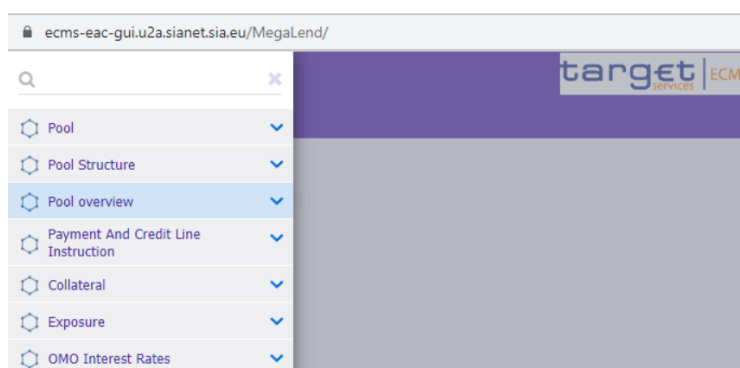 ecms-eac-gui.u2a.sianet.sia.eu/MegaLend/
target ECM
services
Pool
Pool Structure
Pool overview
Payment And Credit Line
Instruction
Collateral
Exposure
OMO Interest Rates